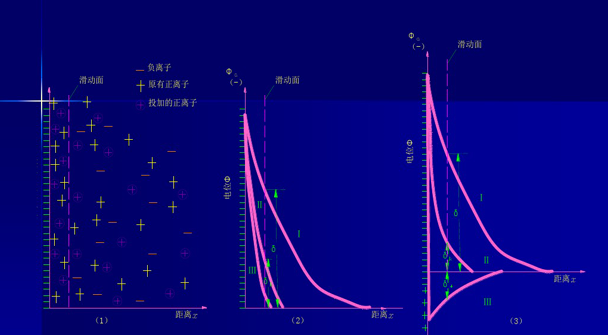 滑动面
— 负离子
+ 原有正离子
+ 投加的正离子
距离x
(1)
Φ₀
(−)
滑动面
电位Φ
I
II
III
δ
δ
距离x
(2)
Φ₀
(−)
滑动面
电位Φ
I
δ
II
III
距离x
(3)